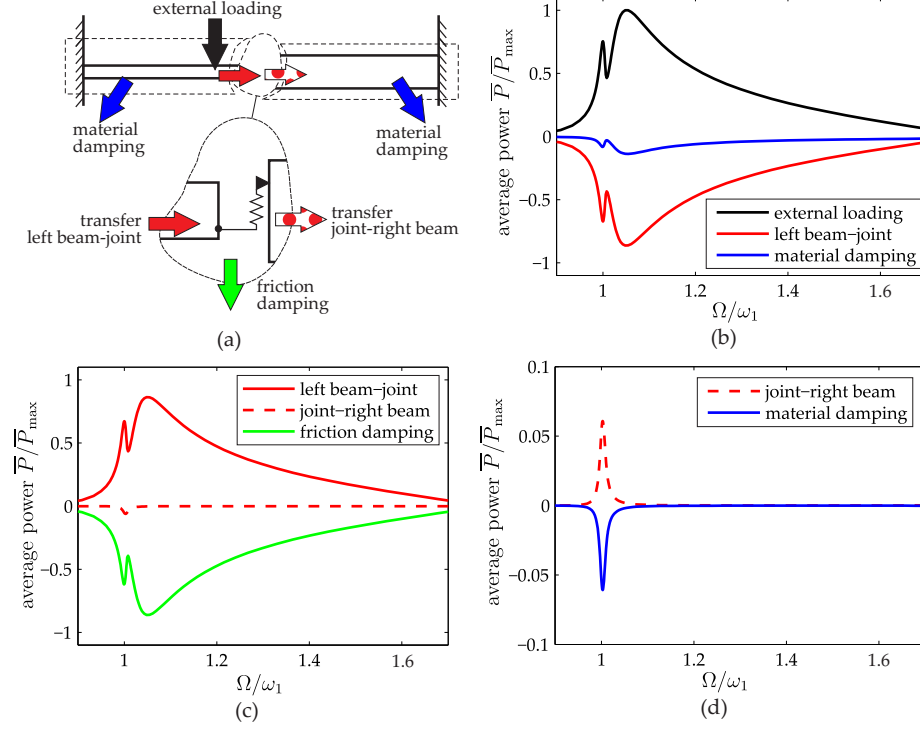 external loading
material
damping
material
damping
transfer
left beam-joint
transfer
joint-right beam
friction
damping
(a)
average power P̅/P̅max
1
0.5
0
−0.5
−1
external loading
left beam–joint
material damping
1
1.2
1.4
1.6
Ω/ω1
(b)
average power P̅/P̅max
1
0.5
0
−0.5
−1
left beam–joint
joint–right beam
friction damping
1
1.2
1.4
1.6
Ω/ω1
(c)
average power P̅/P̅max
0.1
0.05
0
−0.05
−0.1
joint–right beam
material damping
1
1.2
1.4
1.6
Ω/ω1
(d)